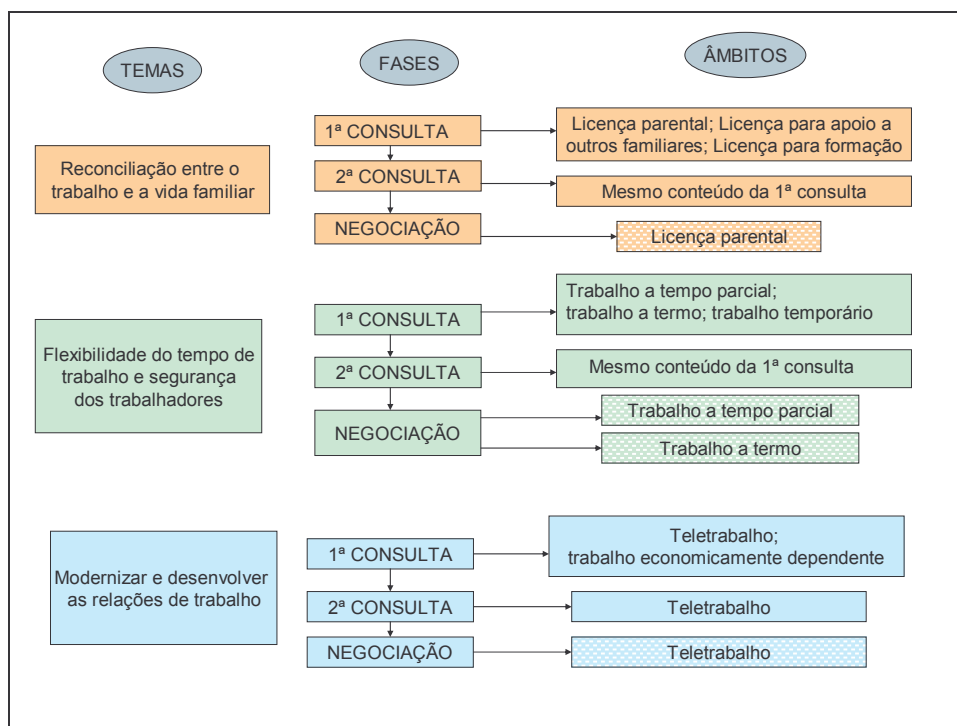 TEMAS
FASES
ÂMBITOS
Reconciliação entre o
trabalho e a vida familiar
1ª CONSULTA
Licença parental; Licença para apoio a
outros familiares; Licença para formação
2ª CONSULTA
Mesmo conteúdo da 1ª consulta
NEGOCIAÇÃO
Licença parental
Flexibilidade do tempo de
trabalho e segurança
dos trabalhadores
1ª CONSULTA
Trabalho a tempo parcial;
trabalho a termo; trabalho temporário
2ª CONSULTA
Mesmo conteúdo da 1ª consulta
NEGOCIAÇÃO
Trabalho a tempo parcial
Trabalho a termo
Modernizar e desenvolver
as relações de trabalho
1ª CONSULTA
Teletrabalho;
trabalho economicamente dependente
2ª CONSULTA
Teletrabalho
NEGOCIAÇÃO
Teletrabalho